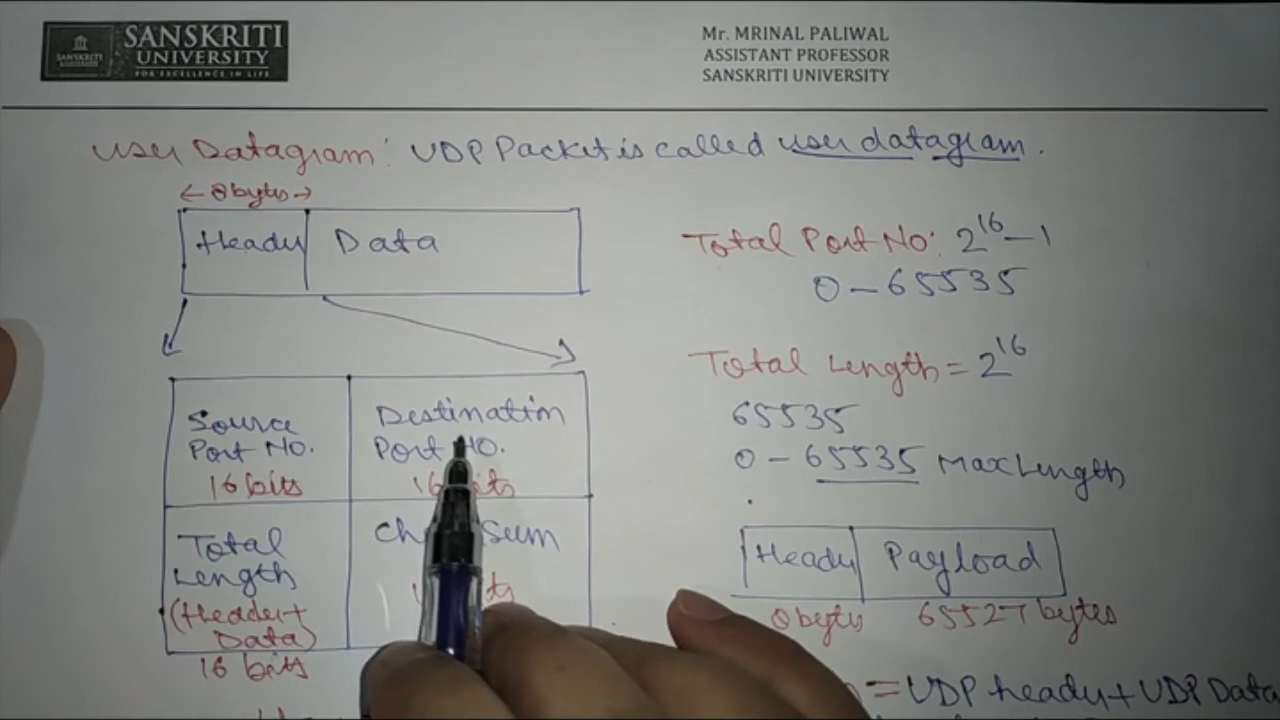 SANSKRITI
UNIVERSITY
FOR EXCELLENCE IN LIFE
SANSKRITI
Mr. MRINAL PALIWAL
ASSISTANT PROFESSOR
SANSKRITI UNIVERSITY
User Datagram: UDP Packet is called user datagram.
8 bytes
Header Data
Source
Port No.
16 bits
Destination
Port No.
16 bits
Total
Length
(Header+
Data)
16 bits
Total Port No: 2^16-1
0-65535
Total Length = 2^16
65535
0-65535 Max Length
Header Payload
8 bytes 65527 bytes
= UDP header + UDP Data